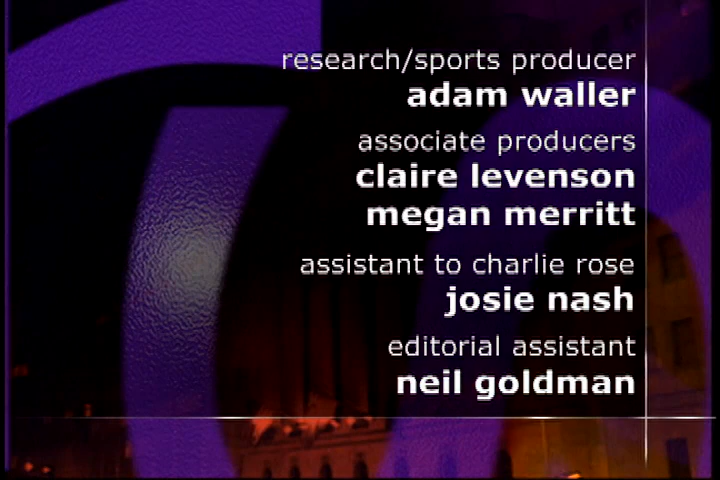 research/sports producer
adam waller
associate producers
claire levenson
megan merritt
assistant to charlie rose
josie nash
editorial assistant
neil goldman